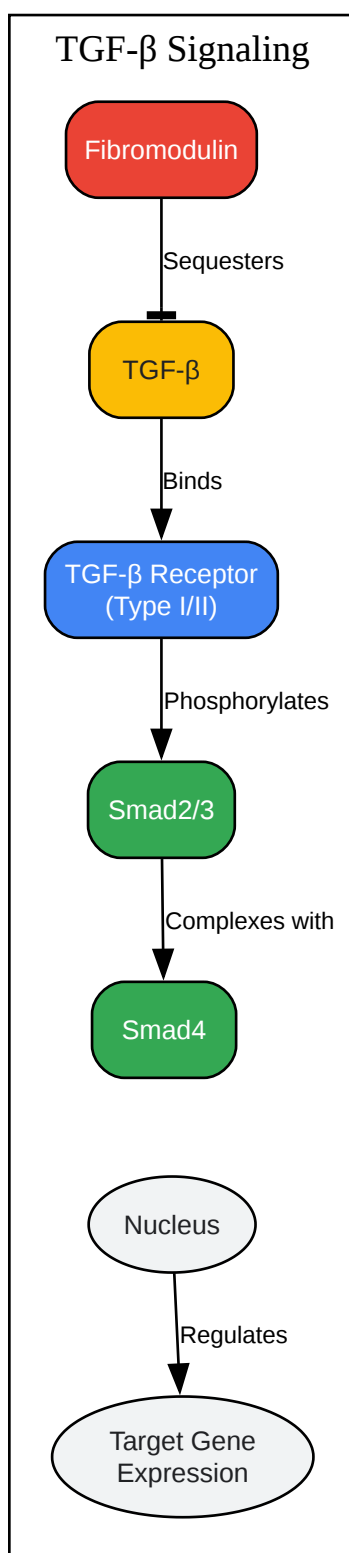 TGF-β Signaling
Fibromodulin
Sequesters
TGF-β
Binds
TGF-β Receptor
(Type I/II)
Phosphorylates
Smad2/3
Complexes with
Smad4
Nucleus
Regulates
Target Gene
Expression